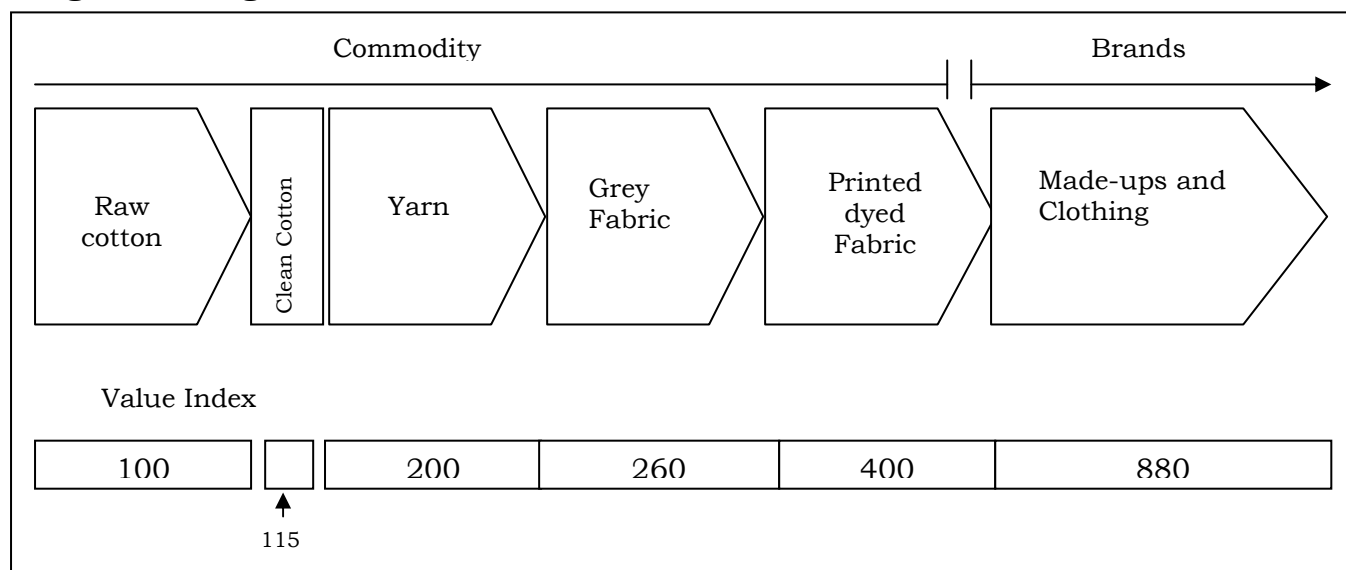 Commodity
Brands
Raw
cotton
Clean Cotton
Yarn
Grey
Fabric
Printed
dyed
Fabric
Made-ups and
Clothing
Value Index
100
200
260
400
880
115